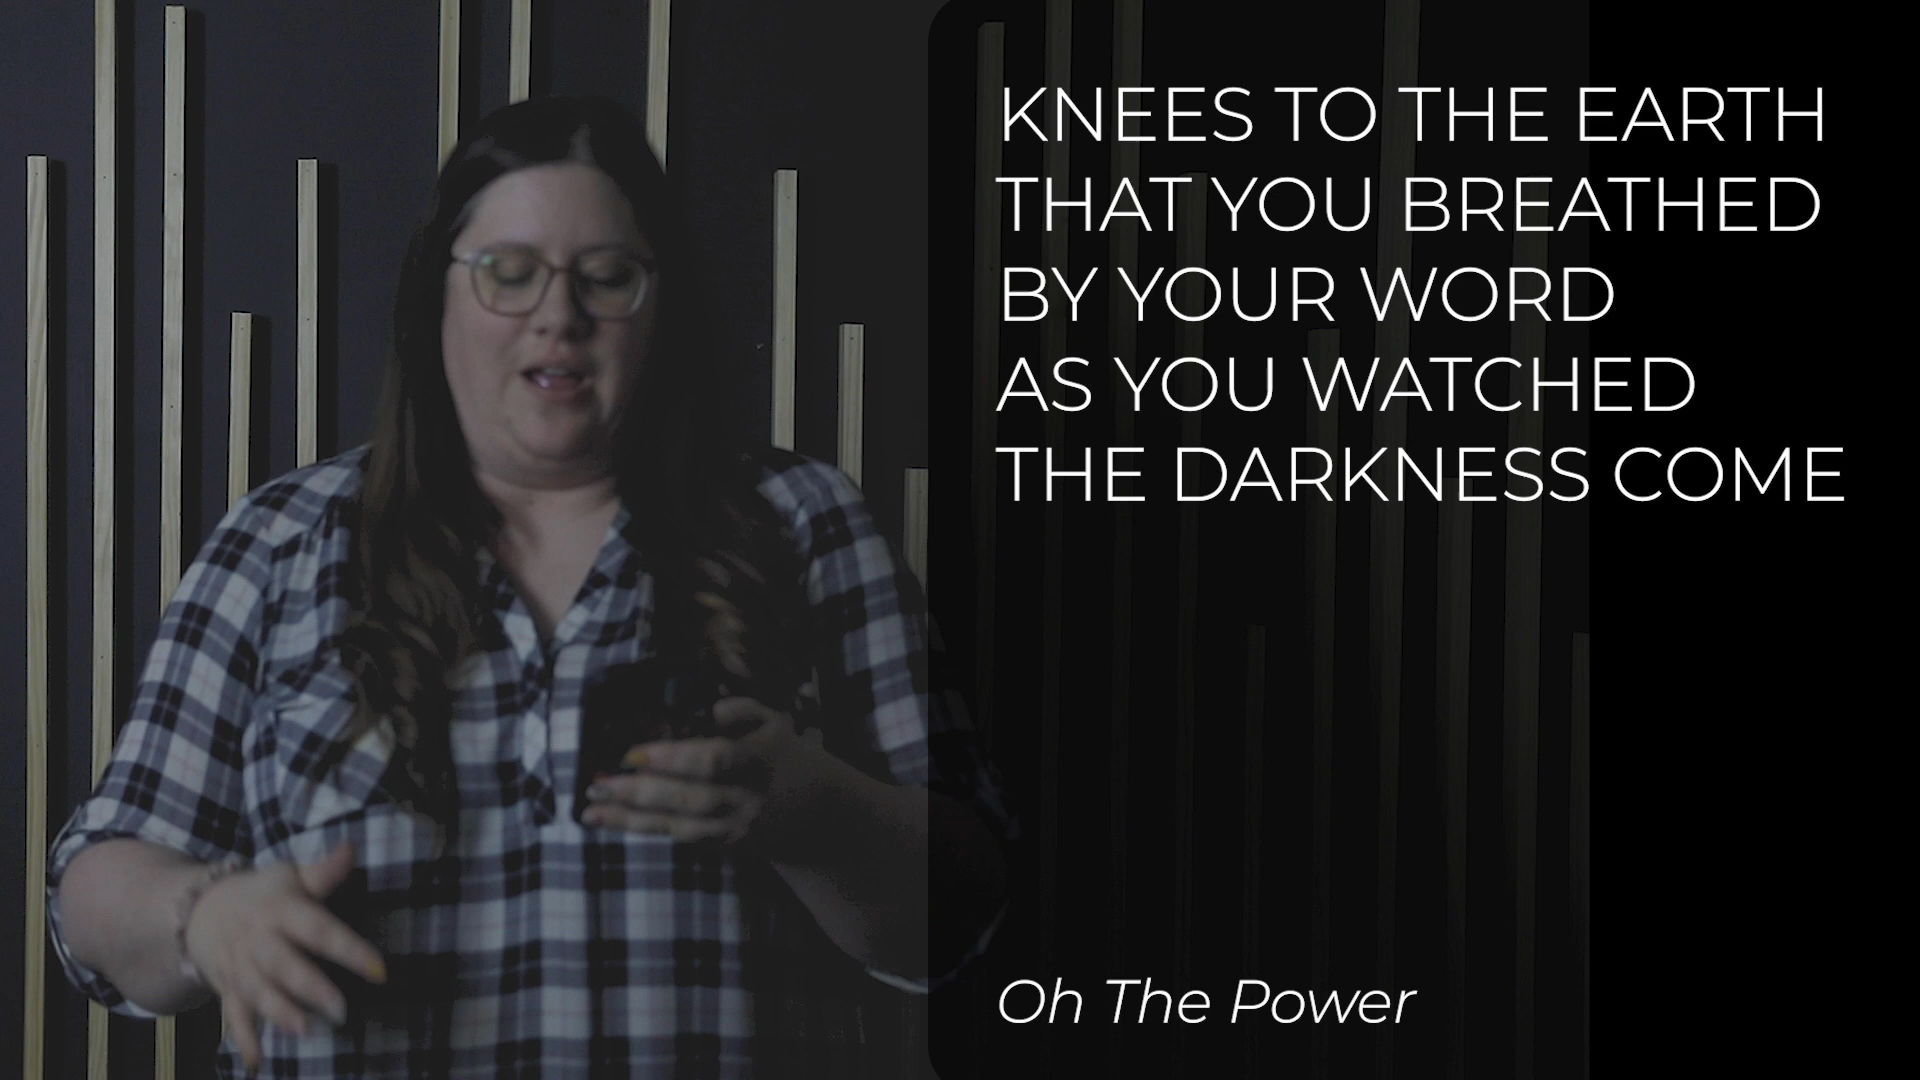 KNEES TO THE EARTH
THAT YOU BREATHED
BY YOUR WORD
AS YOU WATCHED
THE DARKNESS COME
Oh The Power